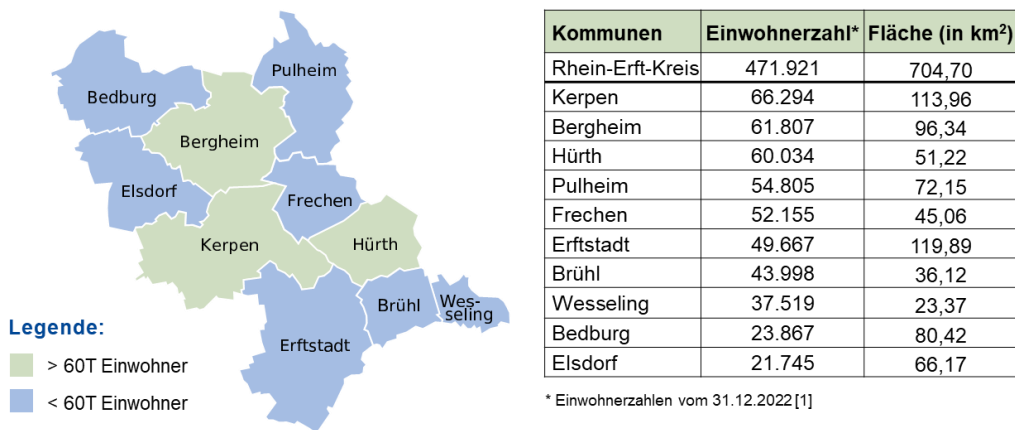 Pulheim
Bedburg
Bergheim
Elsdorf
Frechen
Kerpen
Hürth
Brühl
Wes-
seling
Erftstadt
Legende:
> 60T Einwohner
< 60T Einwohner
Kommunen Einwohnerzahl* Fläche (in km²)
Rhein-Erft-Kreis 471.921 704,70
Kerpen 66.294 113,96
Bergheim 61.807 96,34
Hürth 60.034 51,22
Pulheim 54.805 72,15
Frechen 52.155 45,06
Erftstadt 49.667 119,89
Brühl 43.998 36,12
Wesseling 37.519 23,37
Bedburg 23.867 80,42
Elsdorf 21.745 66,17
* Einwohnerzahlen vom 31.12.2022 [1]